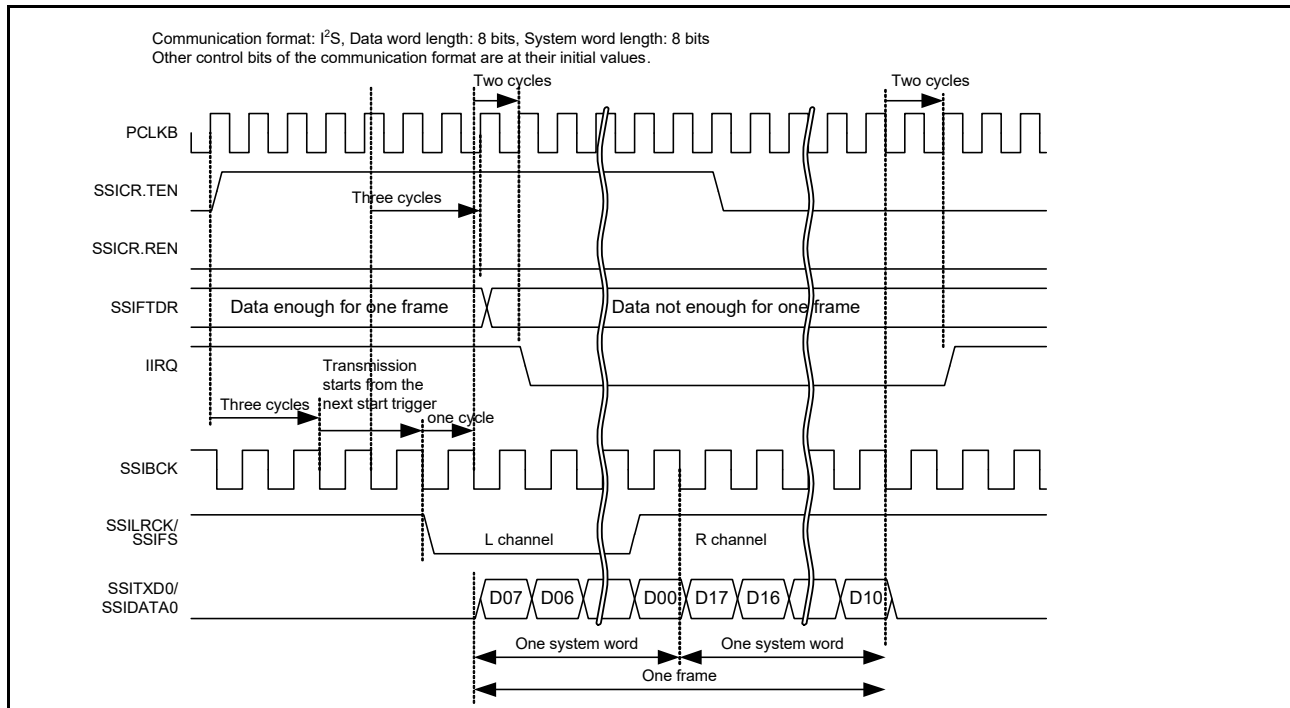 Communication format: I²S, Data word length: 8 bits, System word length: 8 bits
Other control bits of the communication format are at their initial values.
Two cycles
Two cycles
PCLKB
SSICR.TEN
Three cycles
SSICR.REN
SSIFTDR
Data enough for one frame
Data not enough for one frame
IIRQ
Transmission
starts from the
next start trigger
Three cycles
one cycle
SSIBCK
SSILRCK/
SSIFS
L channel
R channel
SSITXD0/
SSIDATA0
D07
D06
D00
D17
D16
D10
One system word
One system word
One frame